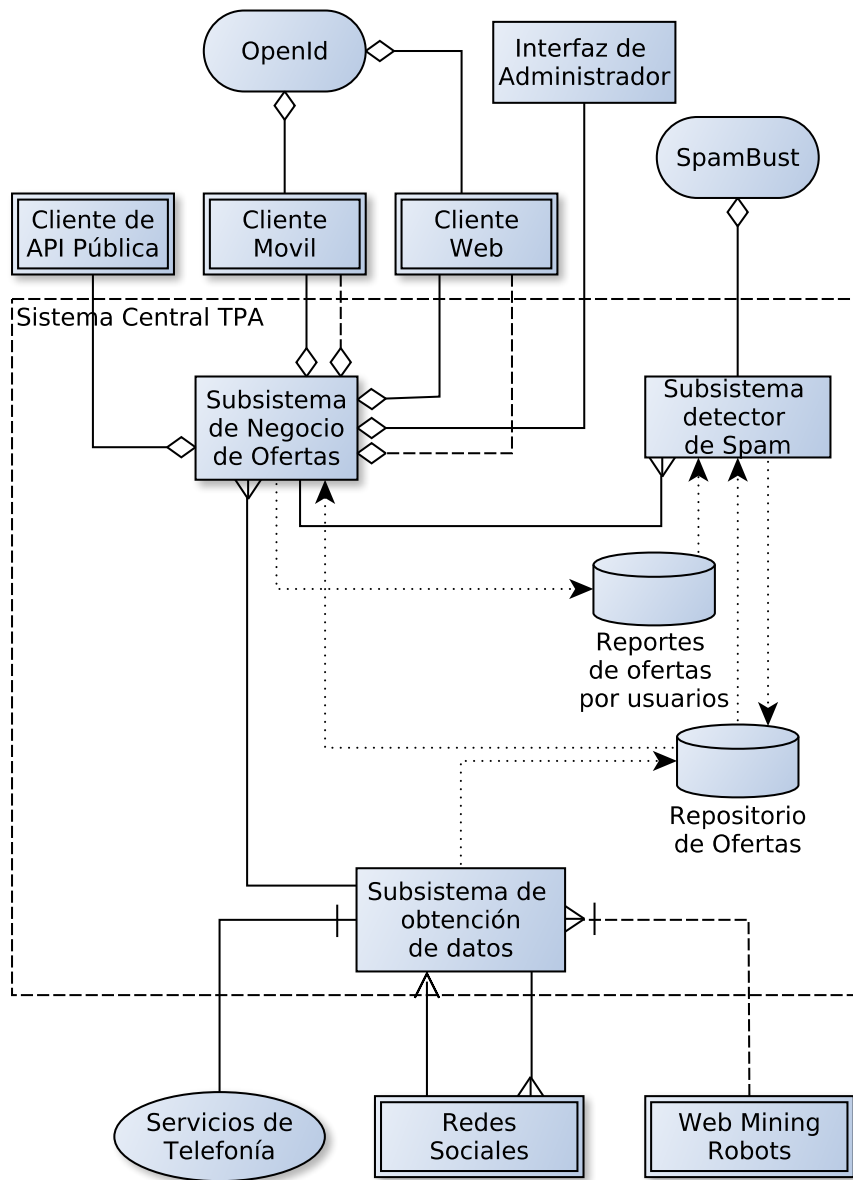 OpenId
Interfaz de
Administrador
SpamBust
Cliente de
API Pública
Cliente
Movil
Cliente
Web
Sistema Central TPA
Subsistema
de Negocio
de Ofertas
Subsistema
detector
de Spam
Reportes
de ofertas
por usuarios
Repositorio
de Ofertas
Subsistema de
obtención
de datos
Servicios de
Telefonía
Redes
Sociales
Web Mining
Robots